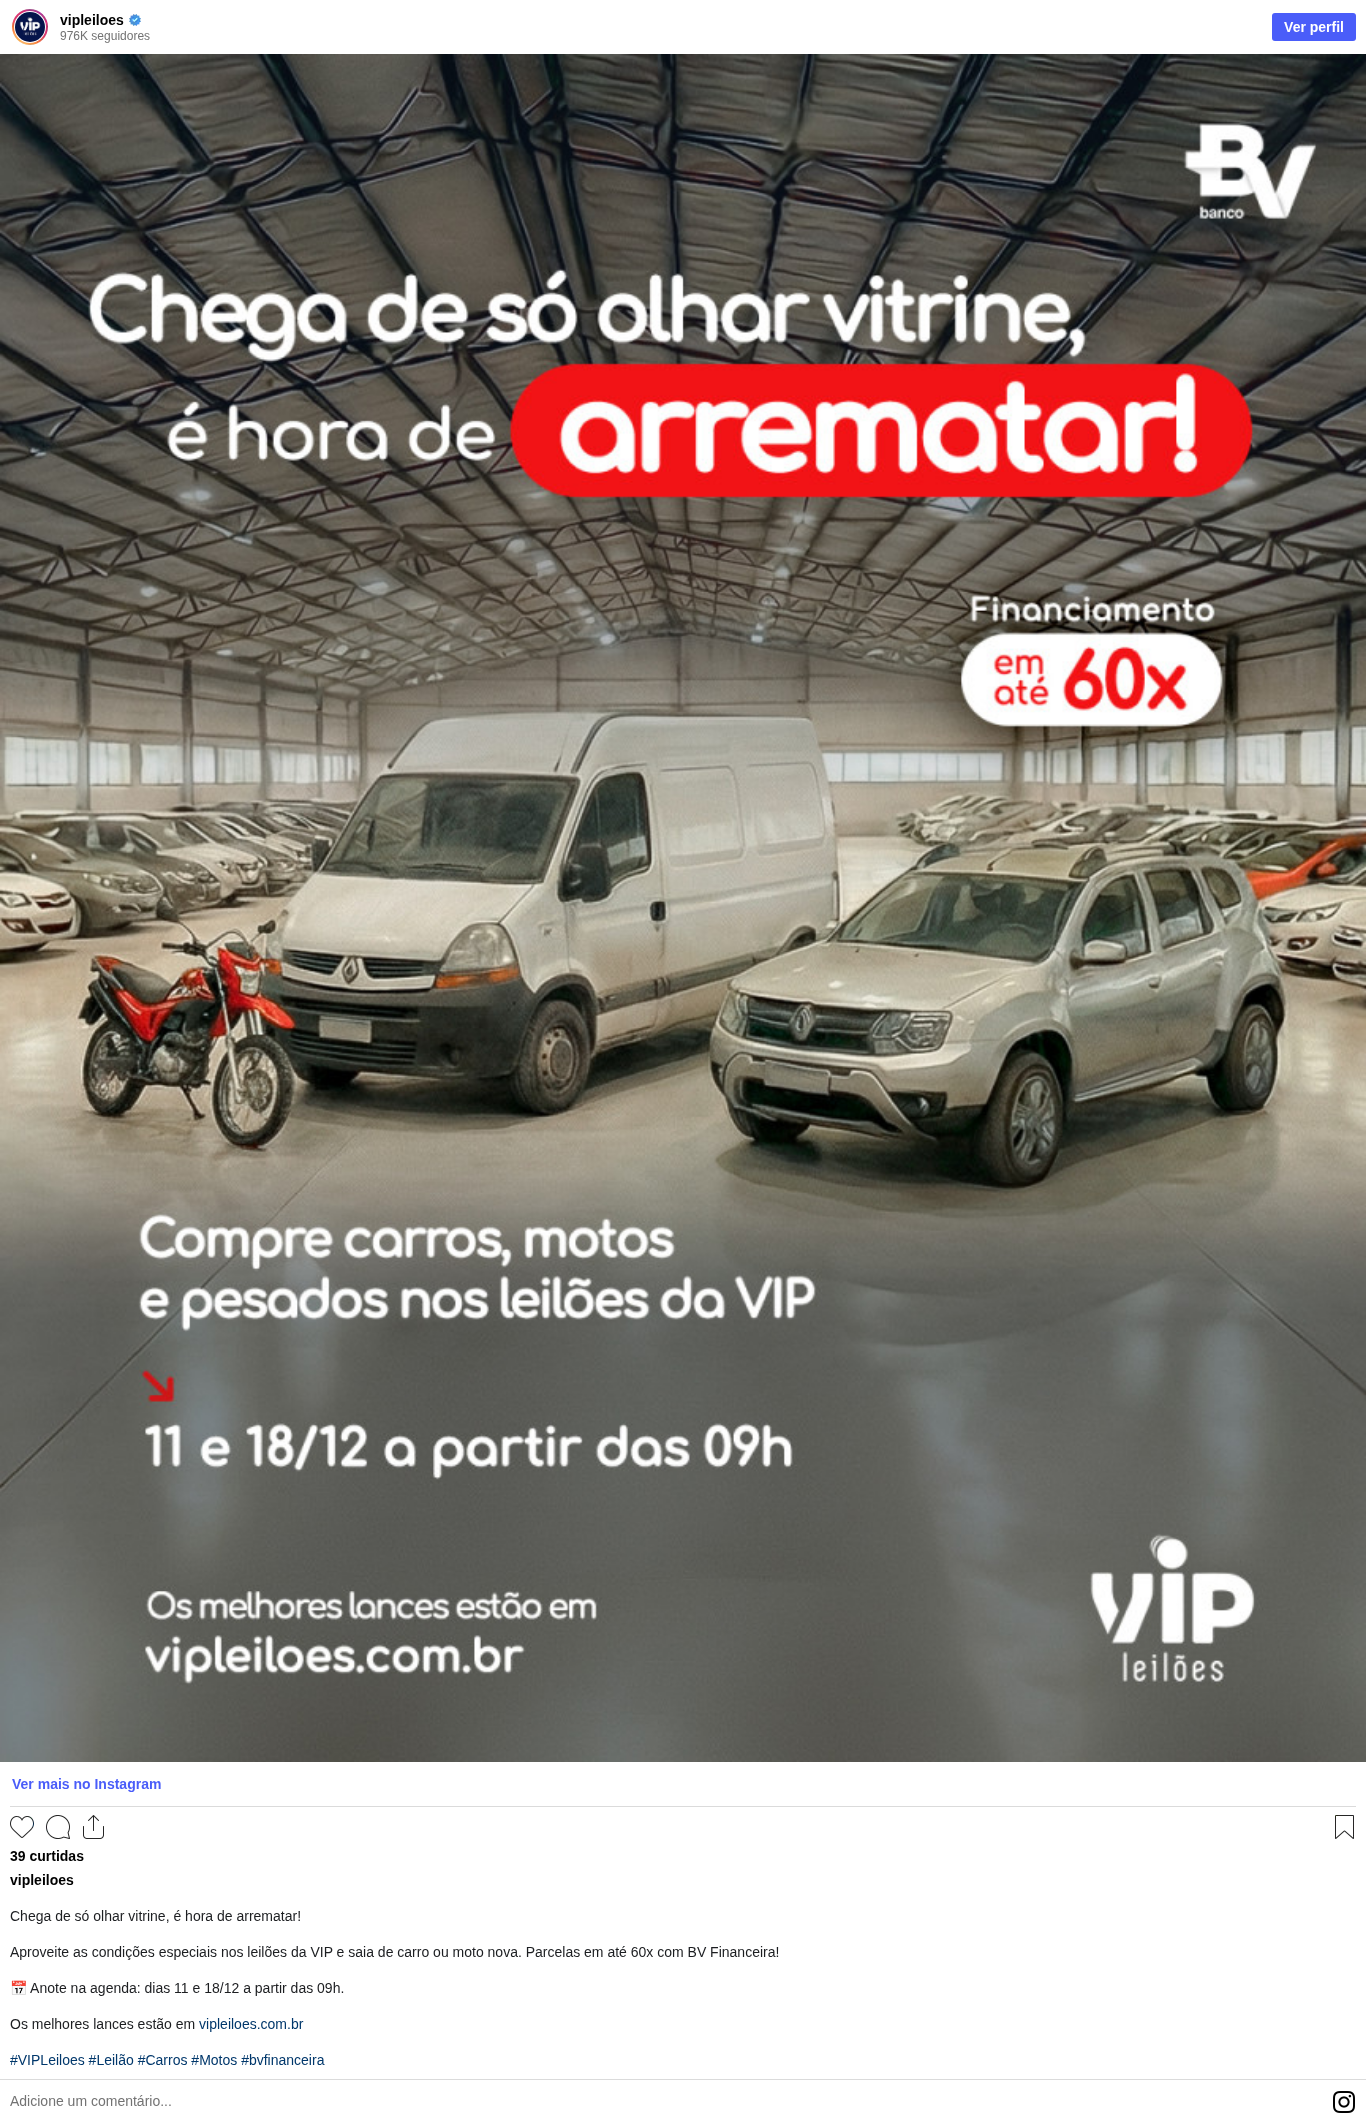 vipleiloes
976K seguidores
Ver perfil
BV
banco
Chega de só olhar vitrine,
é hora de arrematar!
Financiamento
em até 60x
Compre carros, motos
e pesados nos leilões da VIP
11 e 18/12 a partir das 09h
Os melhores lances estão em
vipleiloes.com.br
VIP
leilões
Ver mais no Instagram
39 curtidas
vipleiloes
Chega de só olhar vitrine, é hora de arrematar!
Aproveite as condições especiais nos leilões da VIP e saia de carro ou moto nova. Parcelas em até 60x com BV Financeira!
📅 Anote na agenda: dias 11 e 18/12 a partir das 09h.
Os melhores lances estão em vipleiloes.com.br
#VIPLeiloes #Leilão #Carros #Motos #bvfinanceira
Adicione um comentário...